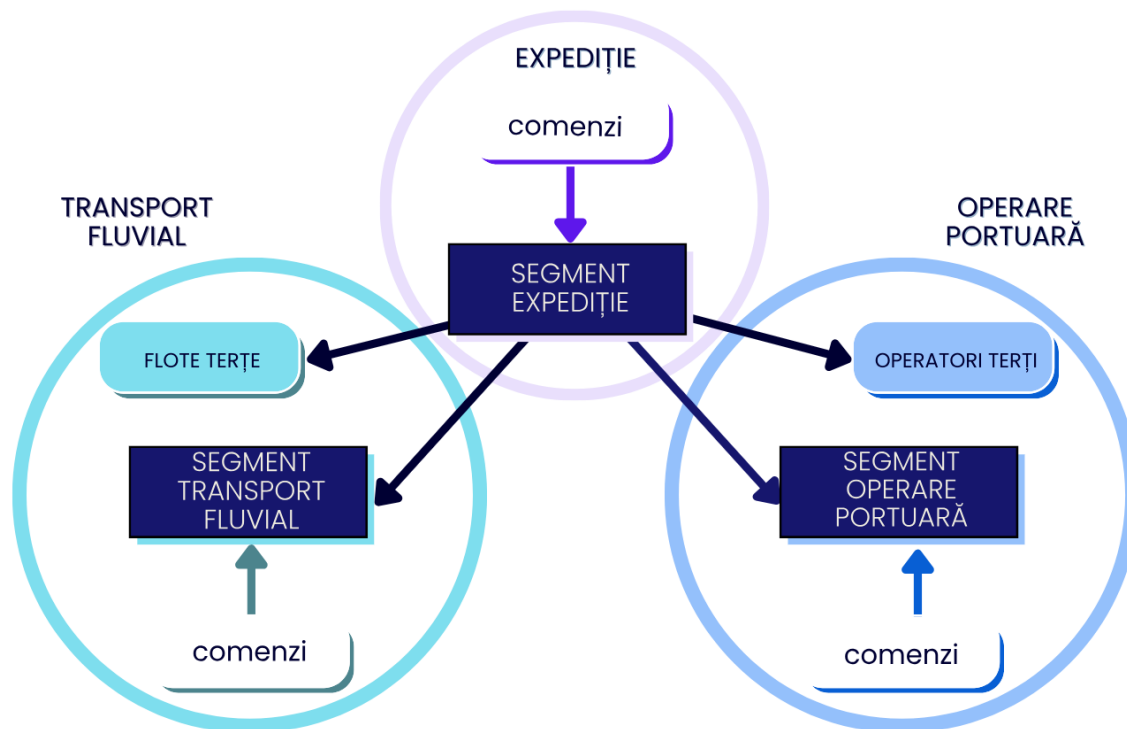 EXPEDIȚIE
comenzi
SEGMENT
EXPEDIȚIE
TRANSPORT
FLUVIAL
FLOTE TERȚE
SEGMENT
TRANSPORT
FLUVIAL
comenzi
OPERARE
PORTUARĂ
OPERATORI TERȚI
SEGMENT
OPERARE
PORTUARĂ
comenzi